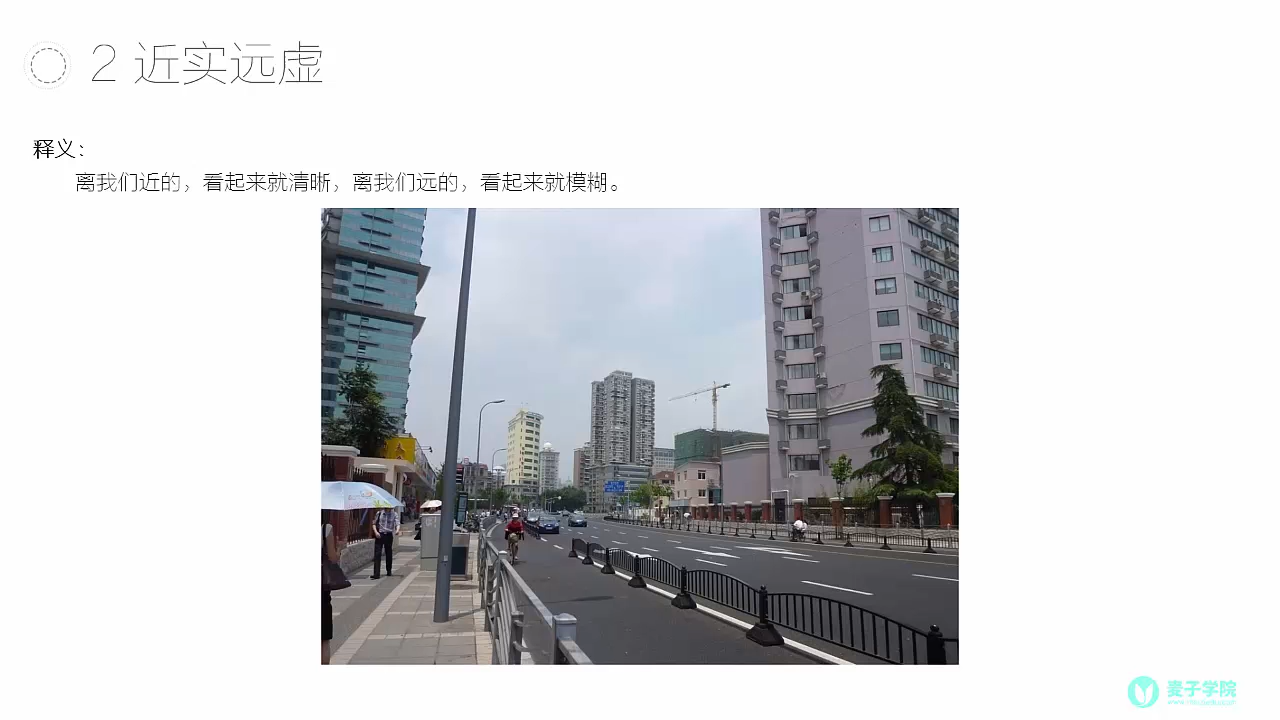 2 近实远虚
释义：
离我们近的，看起来就清晰，离我们远的，看起来就模糊。
麦子学院